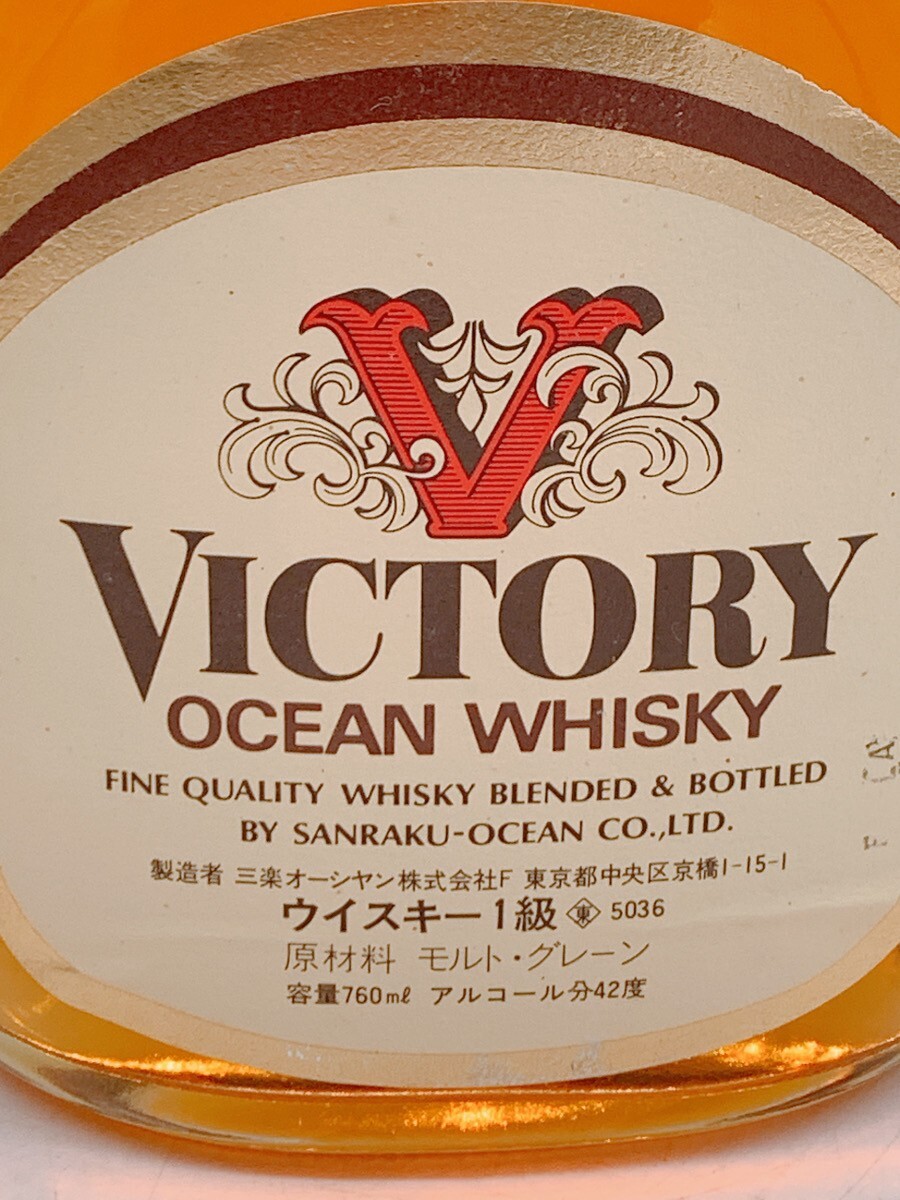 V
VICTORY
OCEAN WHISKY
FINE QUALITY WHISKY BLENDED & BOTTLED
BY SANRAKU-OCEAN CO.,LTD.
製造者 三楽オーシャン株式会社F 東京都中央区京橋1-15-1
ウイスキー1級 東 5036
原材料 モルト・グレーン
容量760mℓ アルコール分42度